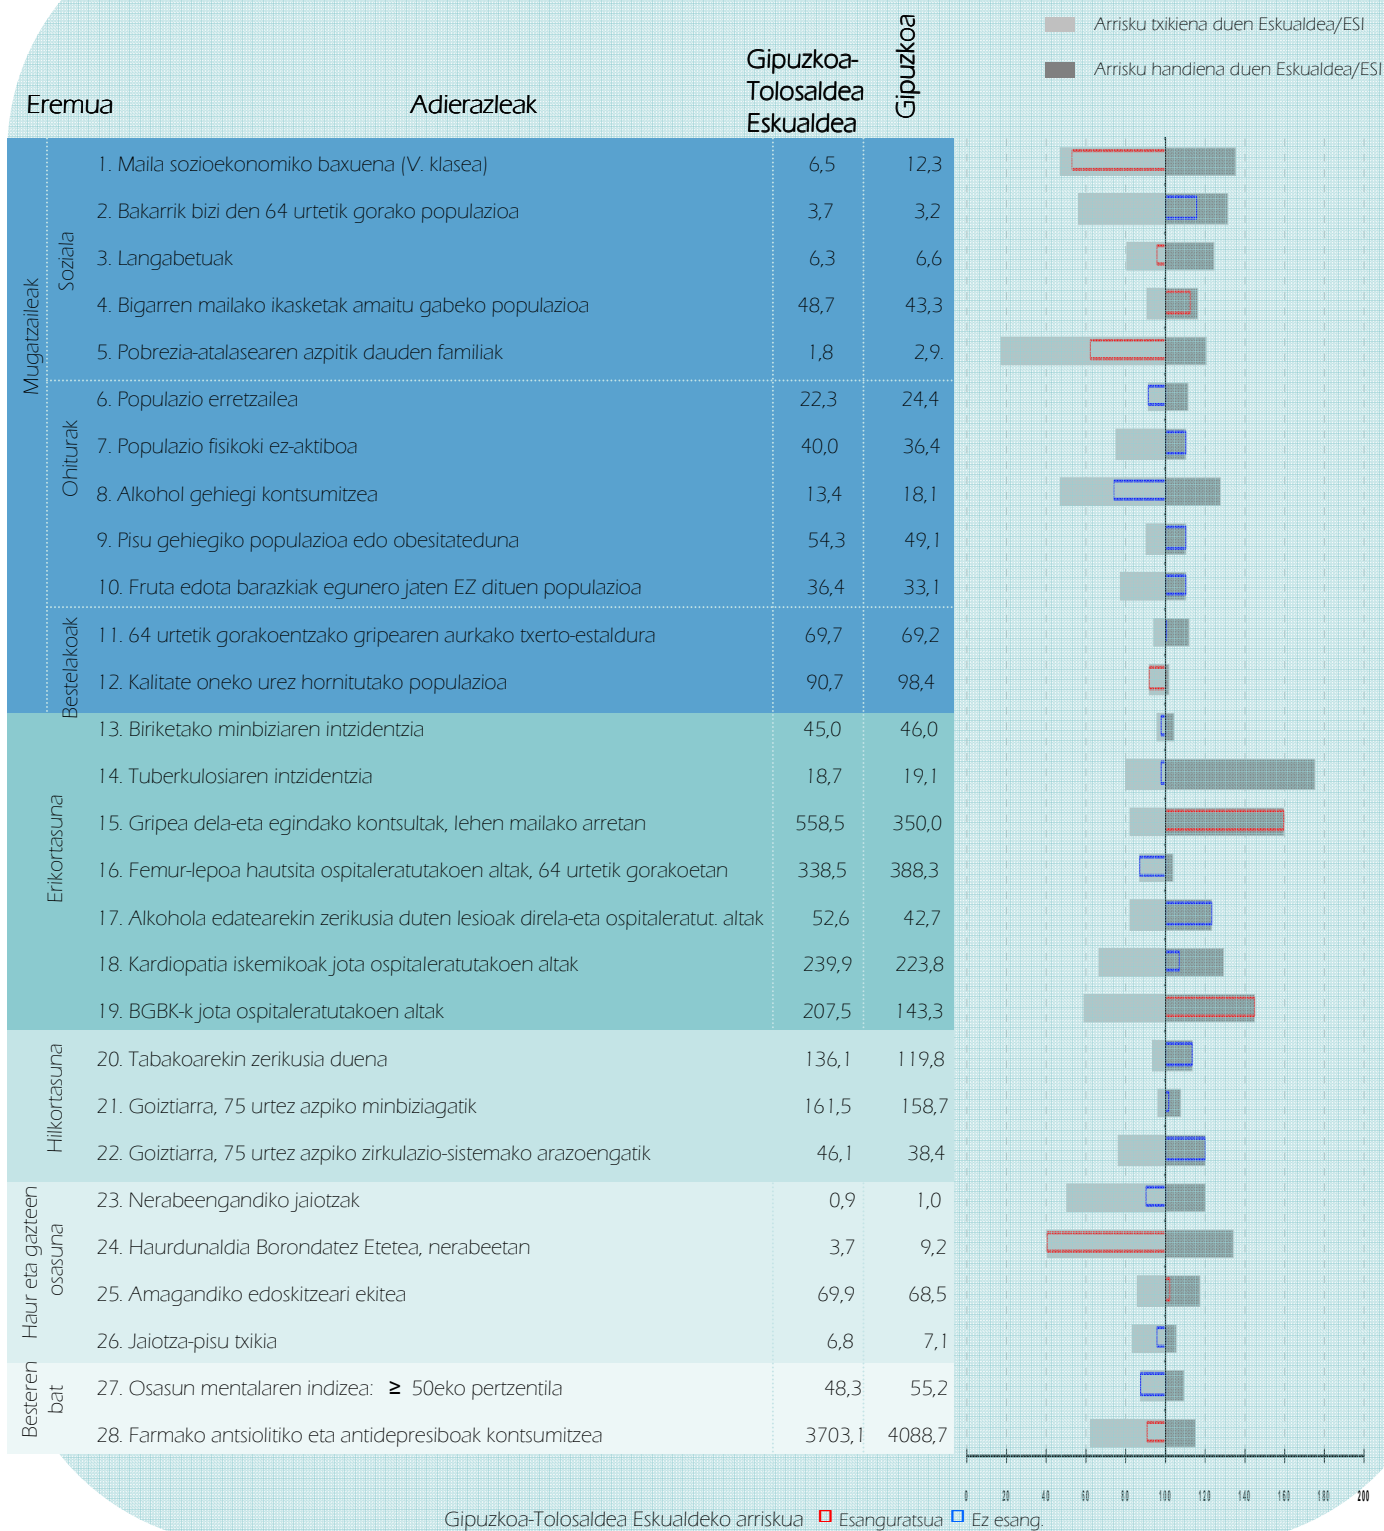 Arrisku txikiena duen Eskualdea/ESI
Arrisku handiena duen Eskualdea/ESI
Eremua Adierazleak Gipuzkoa-Tolosaldea Eskualdea Gipuzkoa
Mugatzaileak
Soziala
1. Maila sozioekonomiko baxuena (V. klasea) 6,5 12,3
2. Bakarrik bizi den 64 urtetik gorako populazioa 3,7 3,2
3. Langabetuak 6,3 6,6
4. Bigarren mailako ikasketak amaitu gabeko populazioa 48,7 43,3
5. Pobrezia-atalasearen azpitik dauden familiak 1,8 2,9.
Ohiturak
6. Populazio erretzailea 22,3 24,4
7. Populazio fisikoki ez-aktiboa 40,0 36,4
8. Alkohol gehiegi kontsumitzea 13,4 18,1
9. Pisu gehiegiko populazioa edo obesitateduna 54,3 49,1
10. Fruta edota barazkiak egunero jaten EZ dituen populazioa 36,4 33,1
Bestelakoak
11. 64 urtetik gorakoentzako gripearen aurkako txerto-estaldura 69,7 69,2
12. Kalitate oneko urez hornitutako populazioa 90,7 98,4
Erikortasuna
13. Biriketako minbiziaren intzidentzia 45,0 46,0
14. Tuberkulosiaren intzidentzia 18,7 19,1
15. Gripea dela-eta egindako kontsultak, lehen mailako arretan 558,5 350,0
16. Femur-lepoa hautsita ospitaleratutakoen altak, 64 urtetik gorakoetan 338,5 388,3
17. Alkohola edatearekin zerikusia duten lesioak direla-eta ospitaleratut. altak 52,6 42,7
18. Kardiopatia iskemikoak jota ospitaleratutakoen altak 239,9 223,8
19. BGBK-k jota ospitaleratutakoen altak 207,5 143,3
Hilkortasuna
20. Tabakoarekin zerikusia duena 136,1 119,8
21. Goiztiarra, 75 urtez azpiko minbiziagatik 161,5 158,7
22. Goiztiarra, 75 urtez azpiko zirkulazio-sistemako arazoengatik 46,1 38,4
Haur eta gazteen osasuna
23. Nerabeengandiko jaiotzak 0,9 1,0
24. Haurdunaldia Borondatez Etetea, nerabeetan 3,7 9,2
25. Amagandiko edoskitzeari ekitea 69,9 68,5
26. Jaiotza-pisu txikia 6,8 7,1
Besteren bat
27. Osasun mentalaren indizea: ≥ 50eko pertzentila 48,3 55,2
28. Farmako antsiolitiko eta antidepresiboak kontsumitzea 3703,1 4088,7
0 20 40 60 80 100 120 140 160 180 200
Gipuzkoa-Tolosaldea Eskualdeko arriskua Esanguratsua Ez esang.